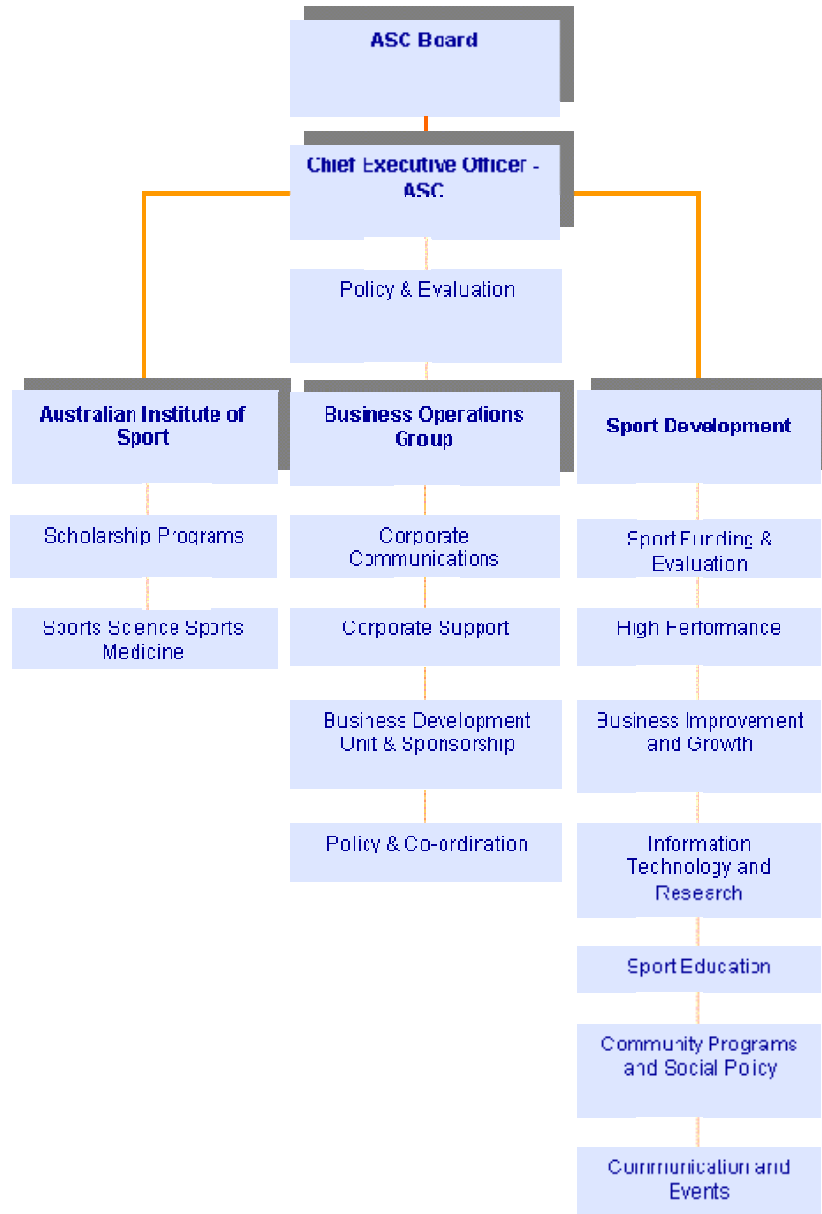 ASC Board
Chief Executive Officer -
ASC
Policy & Evaluation
Australian Institute of
Sport
Business Operations
Group
Sport Development
Scholarship Programs
Sports Science Sports
Medicine
Corporate
Communications
Corporate Support
Business Development
Unit & Sponsorship
Policy & Co-ordination
Sport Funding &
Evaluation
High Performance
Business Improvement
and Growth
Information
Technology and
Research
Sport Education
Community Programs
and Social Policy
Communication and
Events